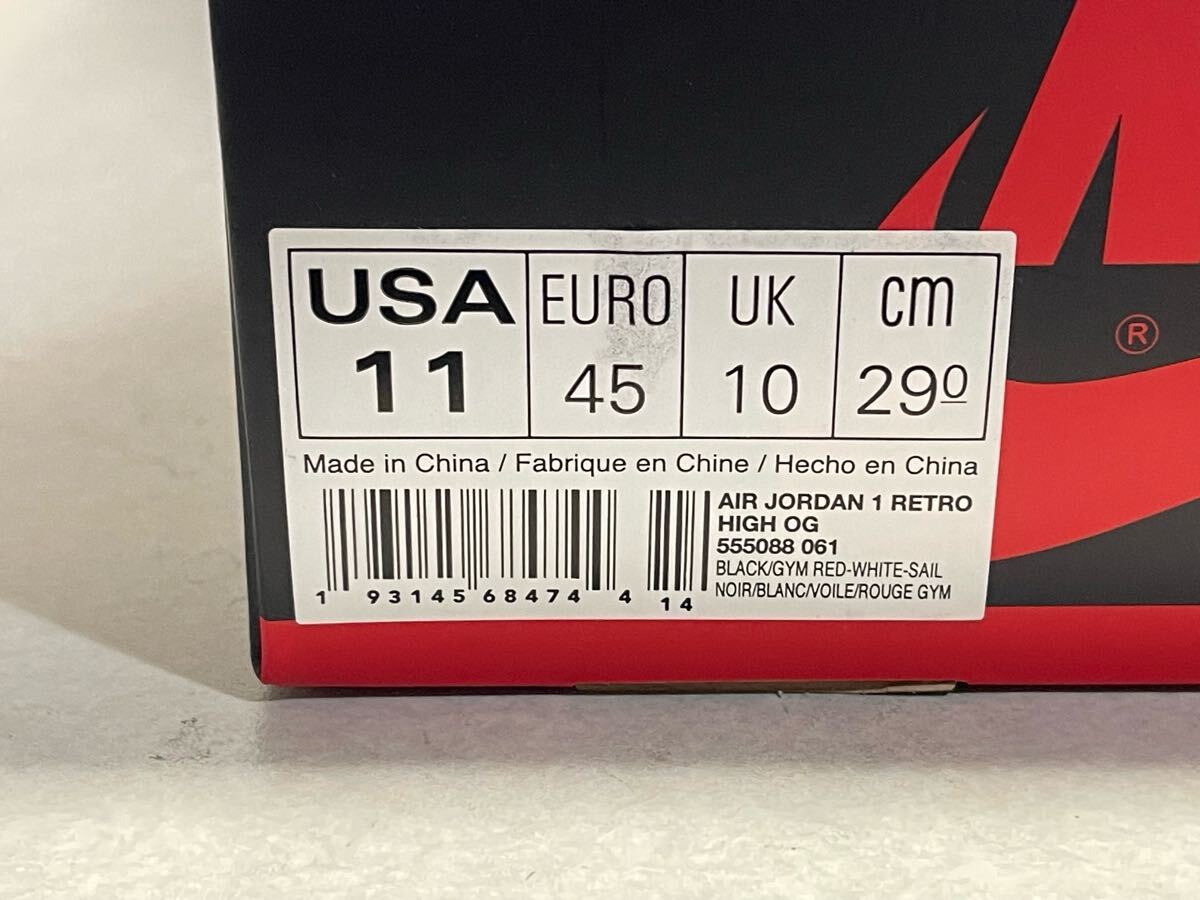 USA EURO UK cm
11 45 10 29 0
Made in China / Fabrique en Chine / Hecho en China
AIR JORDAN 1 RETRO
HIGH OG
555088 061
BLACK/GYM RED-WHITE-SAIL
NOIR/BLANC/VOILE/ROUGE GYM
1 93145 68474 4 14
®